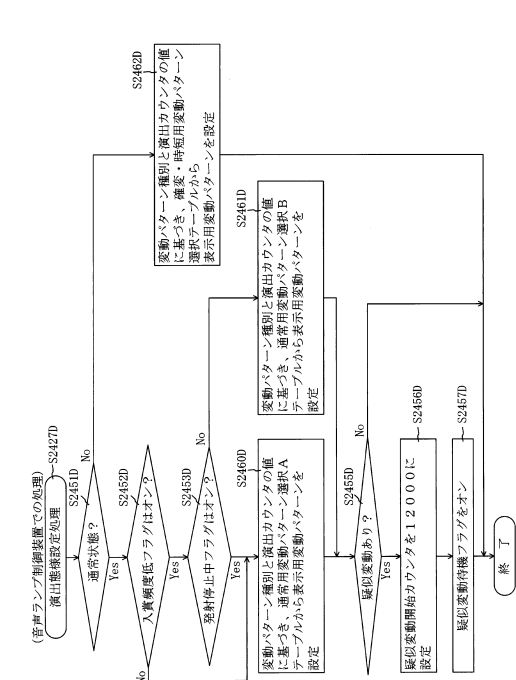 (音声ランプ制御装置での処理)
演出態様設定処理
S2427D
通常状態?
S2451D
No
Yes
入賞頻度低フラグはオン?
S2452D
No
Yes
発射停止中フラグはオン?
S2453D
No
Yes
S2462D
変動パターン種別と演出カウンタの値
に基づき、確変・時短用変動パターン
選択テーブルから
表示用変動パターンを設定
S2461D
変動パターン種別と演出カウンタの値
に基づき、通常用変動パターン選択B
テーブルから表示用変動パターンを
設定
S2460D
変動パターン種別と演出カウンタの値
に基づき、通常用変動パターン選択A
テーブルから表示用変動パターンを
設定
疑似変動あり?
S2455D
No
Yes
疑似変動開始カウンタを12000に
設定
S2456D
疑似変動待機フラグをオン
S2457D
終 了